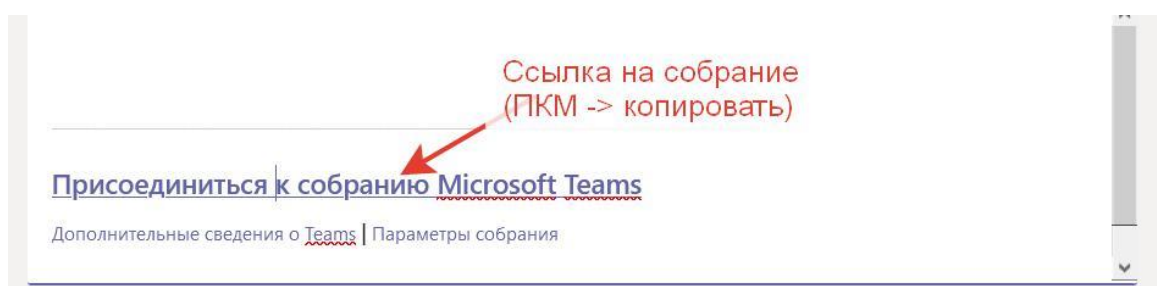 Ссылка на собрание
(ПКМ -> копировать)
Присоединиться к собранию Microsoft Teams
Дополнительные сведения о Teams | Параметры собрания